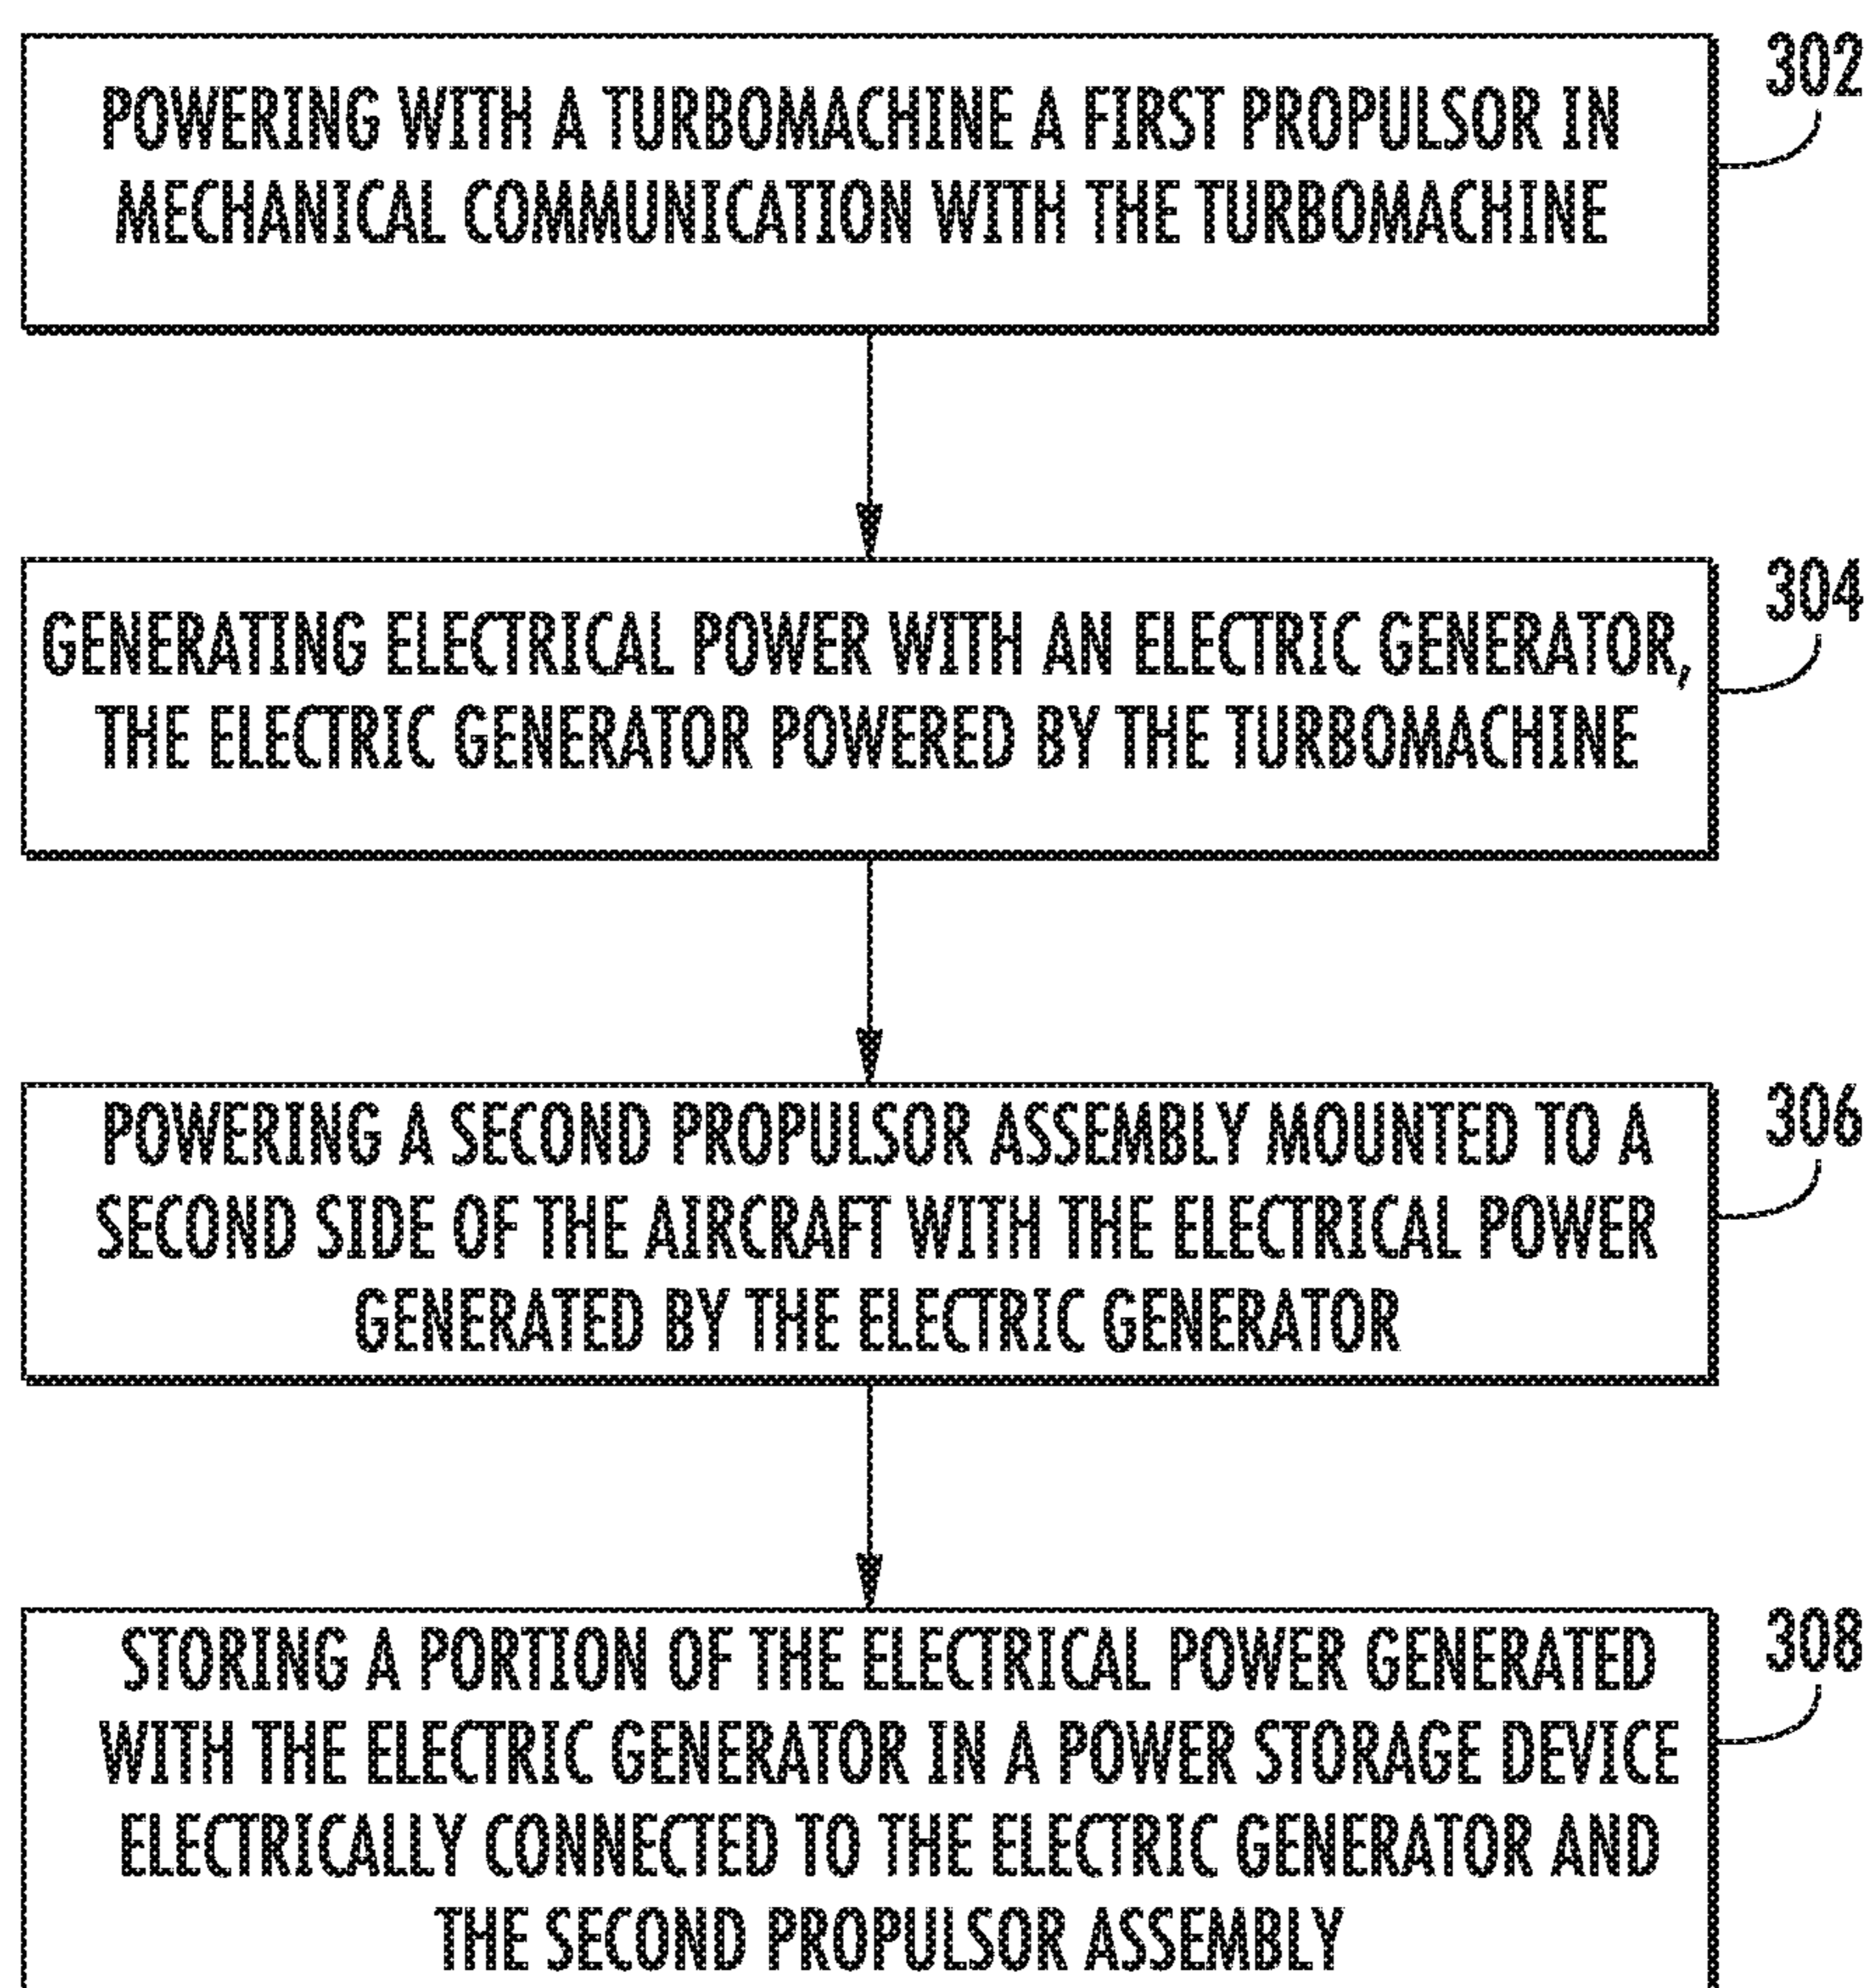 POWERING WITH A TURBOMACHINE A FIRST PROPULSOR IN
MECHANICAL COMMUNICATION WITH THE TURBOMACHINE
302
GENERATING ELECTRICAL POWER WITH AN ELECTRIC GENERATOR,
THE ELECTRIC GENERATOR POWERED BY THE TURBOMACHINE
304
POWERING A SECOND PROPULSOR ASSEMBLY MOUNTED TO A
SECOND SIDE OF THE AIRCRAFT WITH THE ELECTRICAL POWER
GENERATED BY THE ELECTRIC GENERATOR
306
STORING A PORTION OF THE ELECTRICAL POWER GENERATED
WITH THE ELECTRIC GENERATOR IN A POWER STORAGE DEVICE
ELECTRICALLY CONNECTED TO THE ELECTRIC GENERATOR AND
THE SECOND PROPULSOR ASSEMBLY
308